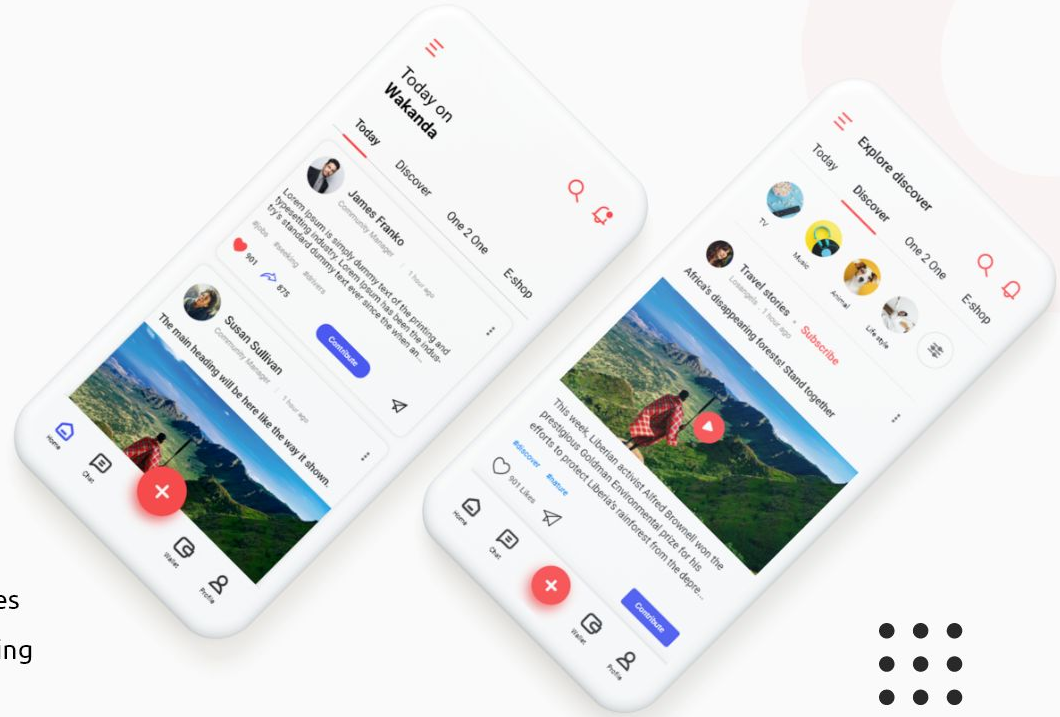 Today on
Wakanda
Today
Discover
One 2 One
E-shop
James Franko
Community Manager
1 hour ago
Lorem Ipsum is simply dummy text of the printing and
typesetting industry. Lorem Ipsum has been the indus-
try's standard dummy text ever since the when an...
#jobs #seeking #drivers
901
875
Contribute
Susan Sullivan
Community Manager
1 hour ago
The main heading will be here like the way it shown.
Home
Chat
Wallet
Profile
Explore discover
Today
Discover
One 2 One
E-shop
TV
Music
Animal
Life style
Travel stories • Subscribe
Losangels - 1 hour ago
Africa's disappearing forests! Stand together
This week, Liberian activist Alfred Brownell won the
prestigious Goldman Environmental prize for his
efforts to protect Liberia's rainforest from the depre...
#discover #nature
901 Likes
Contribute
Home
Chat
Wallet
Profile
es
ing